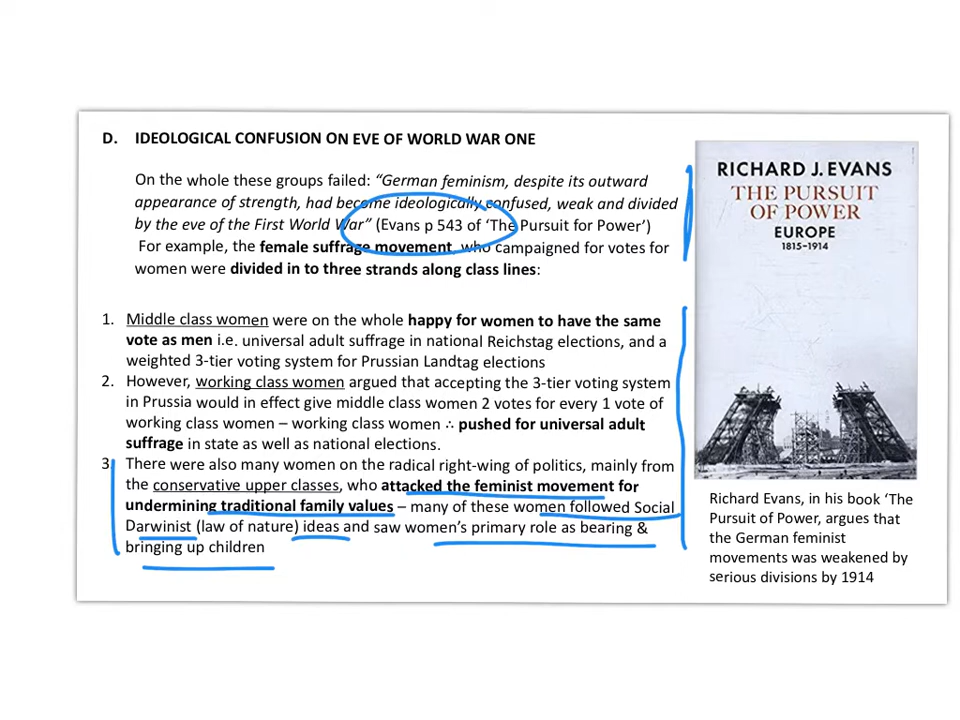 D. IDEOLOGICAL CONFUSION ON EVE OF WORLD WAR ONE
On the whole these groups failed: “German feminism, despite its outward
appearance of strength, had become ideologically confused, weak and divided
by the eve of the First World War” (Evans p 543 of ‘The Pursuit for Power’)
For example, the female suffrage movement, who campaigned for votes for
women were divided in to three strands along class lines:
1. Middle class women were on the whole happy for women to have the same
vote as men i.e. universal adult suffrage in national Reichstag elections, and a
weighted 3-tier voting system for Prussian Landtag elections
2. However, working class women argued that accepting the 3-tier voting system
in Prussia would in effect give middle class women 2 votes for every 1 vote of
working class women – working class women ∴ pushed for universal adult
suffrage in state as well as national elections.
3. There were also many women on the radical right-wing of politics, mainly from
the conservative upper classes, who attacked the feminist movement for
undermining traditional family values – many of these women followed Social
Darwinist (law of nature) ideas and saw women’s primary role as bearing &
bringing up children
RICHARD J. EVANS
THE PURSUIT
OF POWER
EUROPE
1815–1914
Richard Evans, in his book ‘The
Pursuit of Power, argues that
the German feminist
movements was weakened by
serious divisions by 1914